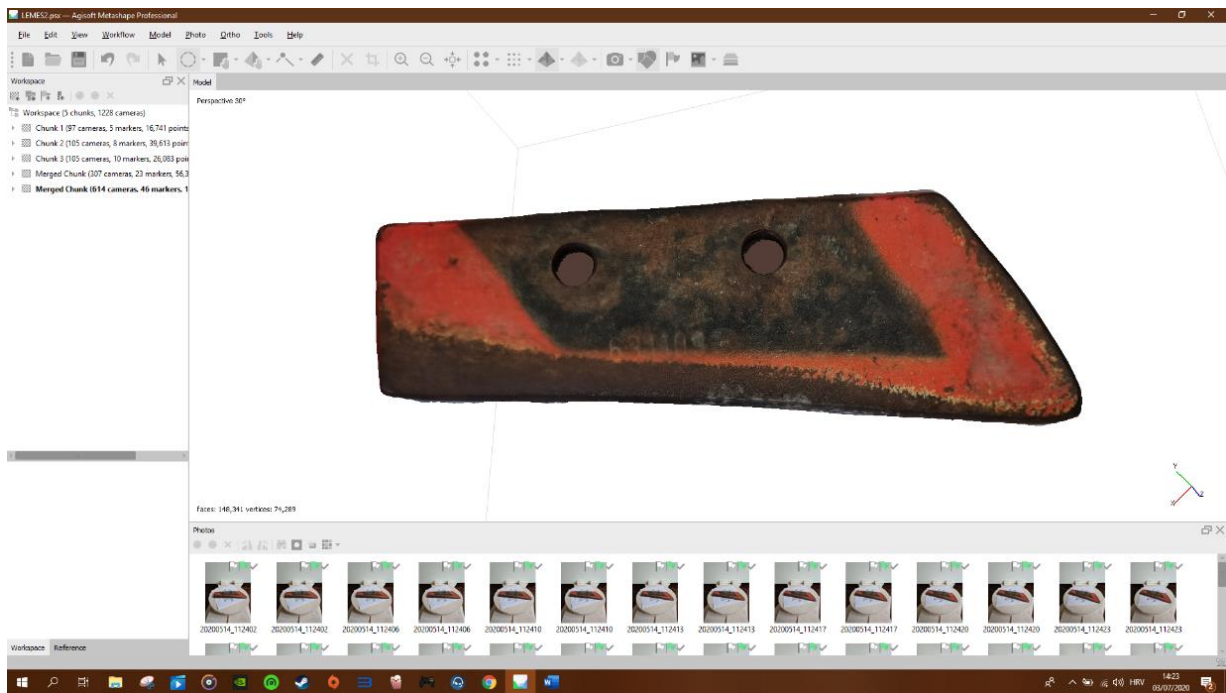 LEMES2.psx — Agisoft Metashape Professional
File Edit View Workflow Model Photo Ortho Tools Help
Workspace
Workspace (5 chunks, 1228 cameras)
Chunk 1 (97 cameras, 5 markers, 16,741 points
Chunk 2 (105 cameras, 8 markers, 39,613 poin
Chunk 3 (105 cameras, 10 markers, 26,083 poi
Merged Chunk (307 cameras, 23 markers, 56,3
Merged Chunk (614 cameras, 46 markers, 1
Model
Perspective 30°
faces: 148,341 vertices: 74,289
Photos
20200514_112402 20200514_112402 20200514_112406 20200514_112406 20200514_112410 20200514_112410 20200514_112413 20200514_112413 20200514_112417 20200514_112417 20200514_112420 20200514_112420 20200514_112423 20200514_112423
Workspace Reference
HRV
14:23
03/07/2020